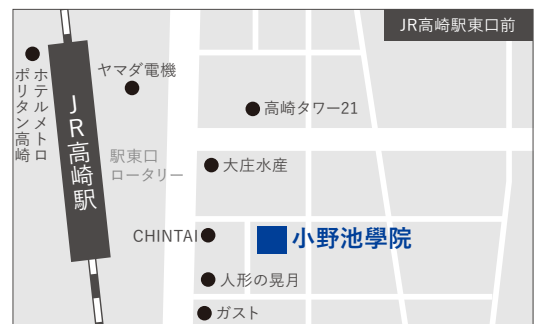 JR高崎駅東口前
ホテルメトロ
ポリタン高崎
ヤマダ電機
JR高崎駅
高崎タワー21
駅東口
ロータリー
大庄水産
CHINTAI
小野池學院
人形の晃月
ガスト